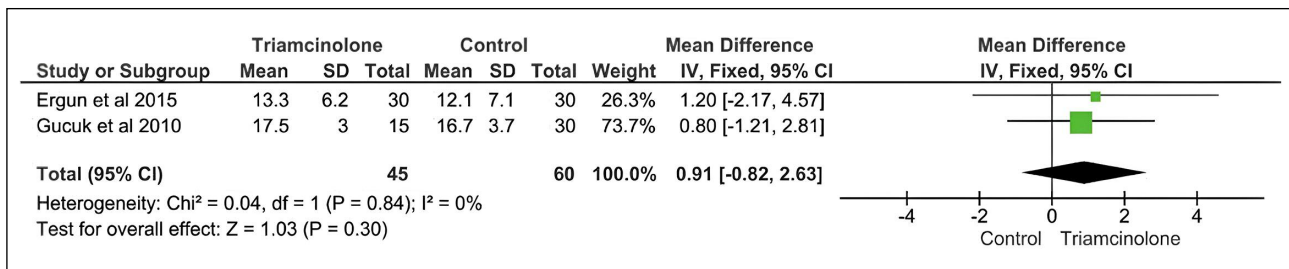 Triamcinolone Control Mean Difference Mean Difference
Study or Subgroup Mean SD Total Mean SD Total Weight IV, Fixed, 95% CI IV, Fixed, 95% CI
Ergun et al 2015 13.3 6.2 30 12.1 7.1 30 26.3% 1.20 [-2.17, 4.57]
Gucuk et al 2010 17.5 3 15 16.7 3.7 30 73.7% 0.80 [-1.21, 2.81]
Total (95% CI) 45 60 100.0% 0.91 [-0.82, 2.63]
Heterogeneity: Chi² = 0.04, df = 1 (P = 0.84); I² = 0%
Test for overall effect: Z = 1.03 (P = 0.30)
-4 -2 0 2 4
Control Triamcinolone